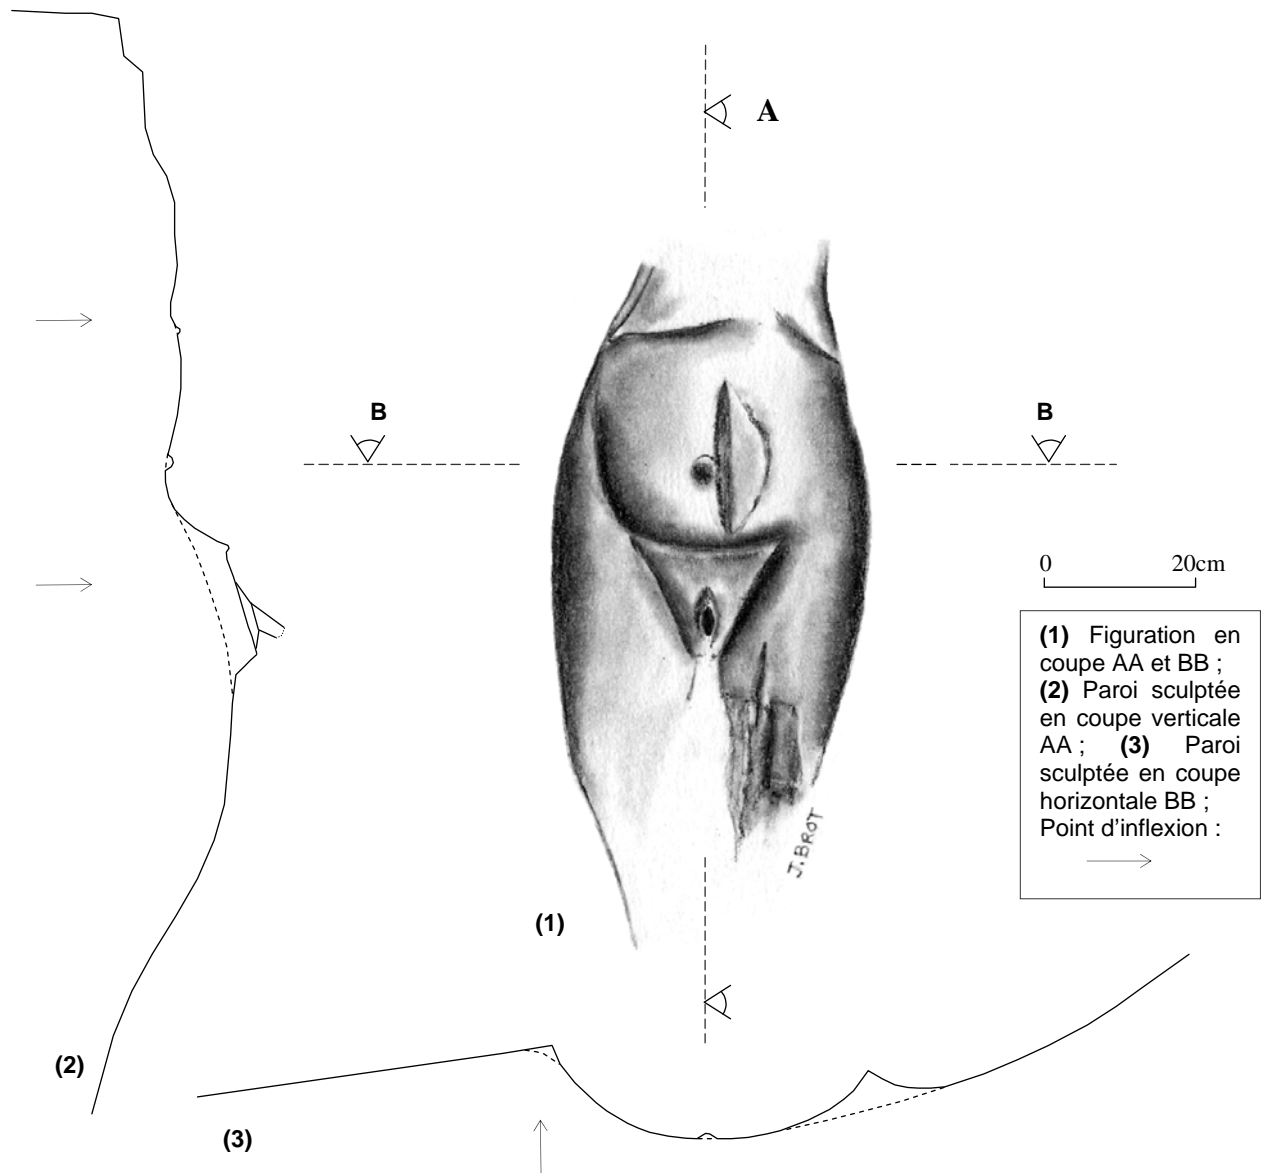 A
B
B
0 20cm
(1) Figuration en
coupe AA et BB ;
(2) Paroi sculptée
en coupe verticale
AA ; (3) Paroi
sculptée en coupe
horizontale BB ;
Point d'inflexion :
J. BROT
(1)
(2)
(3)